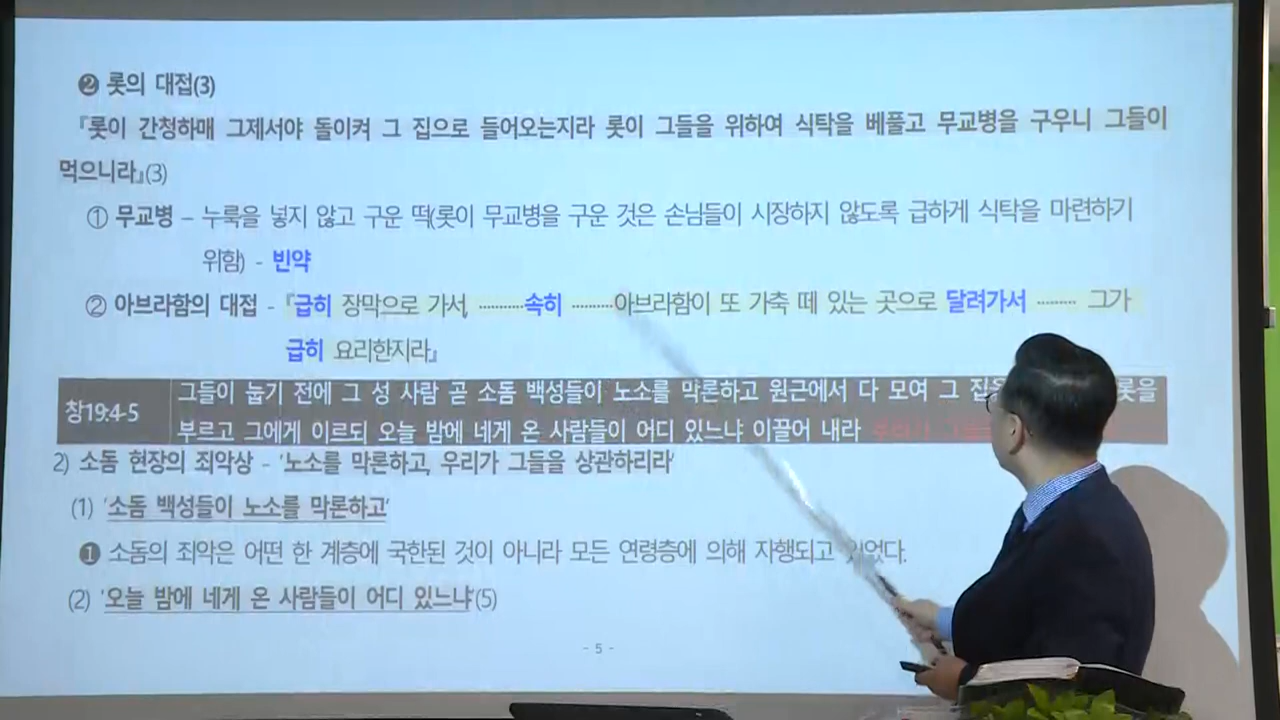 ❷ 롯의 대접(3)
『롯이 간청하매 그제서야 돌이켜 그 집으로 들어오는지라 롯이 그들을 위하여 식탁을 베풀고 무교병을 구우니 그들이
먹으니라』(3)
① 무교병 – 누룩을 넣지 않고 구운 떡(롯이 무교병을 구운 것은 손님들이 시장하지 않도록 급하게 식탁을 마련하기
위함) - 빈약
② 아브라함의 대접 - 『급히 장막으로 가서, ···········속히 ··········아브라함이 또 가축 떼 있는 곳으로 달려가서 ········· 그가
급히 요리한지라』
창19:4-5
그들이 눕기 전에 그 성 사람 곧 소돔 백성들이 노소를 막론하고 원근에서 다 모여 그 집을 롯을
부르고 그에게 이르되 오늘 밤에 네게 온 사람들이 어디 있느냐 이끌어 내라 우리가 그들을
2) 소돔 현장의 죄악상 – '노소를 막론하고, 우리가 그들을 상관하리라'
(1) '소돔 백성들이 노소를 막론하고'
❶ 소돔의 죄악은 어떤 한 계층에 국한된 것이 아니라 모든 연령층에 의해 자행되고 있었다.
(2) '오늘 밤에 네게 온 사람들이 어디 있느냐'(5)
- 5 -